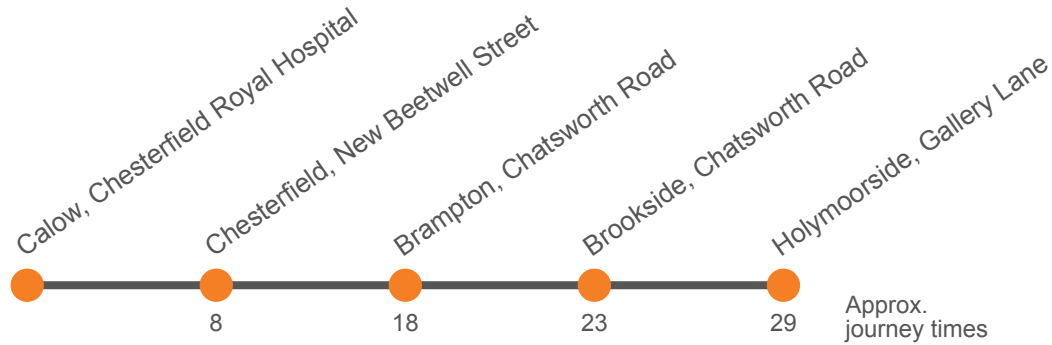 Calow, Chesterfield Royal Hospital
Chesterfield, New Beetwell Street
Brampton, Chatsworth Road
Brookside, Chatsworth Road
Holymoorside, Gallery Lane
8
18
23
29
Approx.
journey times